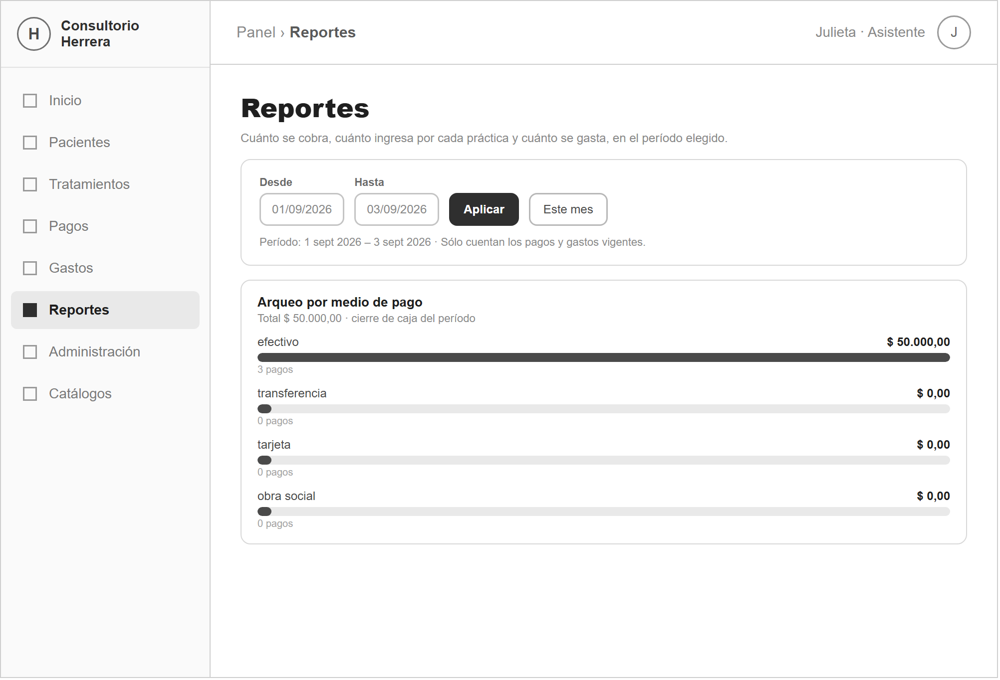 H
Consultorio
Herrera
Panel › Reportes
Julieta · Asistente
J
Inicio
Pacientes
Tratamientos
Pagos
Gastos
Reportes
Administración
Catálogos
Reportes
Cuánto se cobra, cuánto ingresa por cada práctica y cuánto se gasta, en el período elegido.
Desde
Hasta
01/09/2026
03/09/2026
Aplicar
Este mes
Período: 1 sept 2026 – 3 sept 2026 · Sólo cuentan los pagos y gastos vigentes.
Arqueo por medio de pago
Total $ 50.000,00 · cierre de caja del período
efectivo
$ 50.000,00
3 pagos
transferencia
$ 0,00
0 pagos
tarjeta
$ 0,00
0 pagos
obra social
$ 0,00
0 pagos